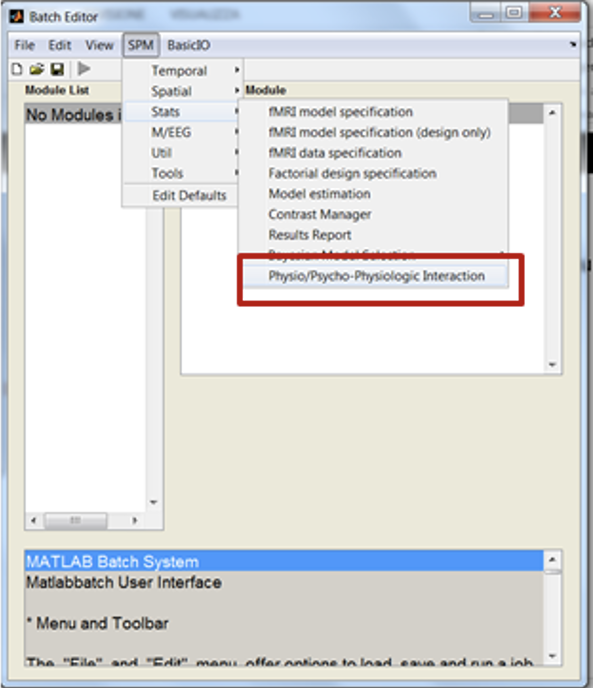 Batch Editor
VISUALIZZA
File Edit View SPM BasicIO
Module List
Module
No Modules i
Temporal
Spatial
Stats
M/EEG
Util
Tools
Edit Defaults
fMRI model specification
fMRI model specification (design only)
fMRI data specification
Factorial design specification
Model estimation
Contrast Manager
Results Report
Bayesian Model Selection
Physio/Psycho-Physiologic Interaction
MATLAB Batch System
Matlabbatch User Interface
* Menu and Toolbar
The "File" and "Edit" menu offer options to load, save and run a job